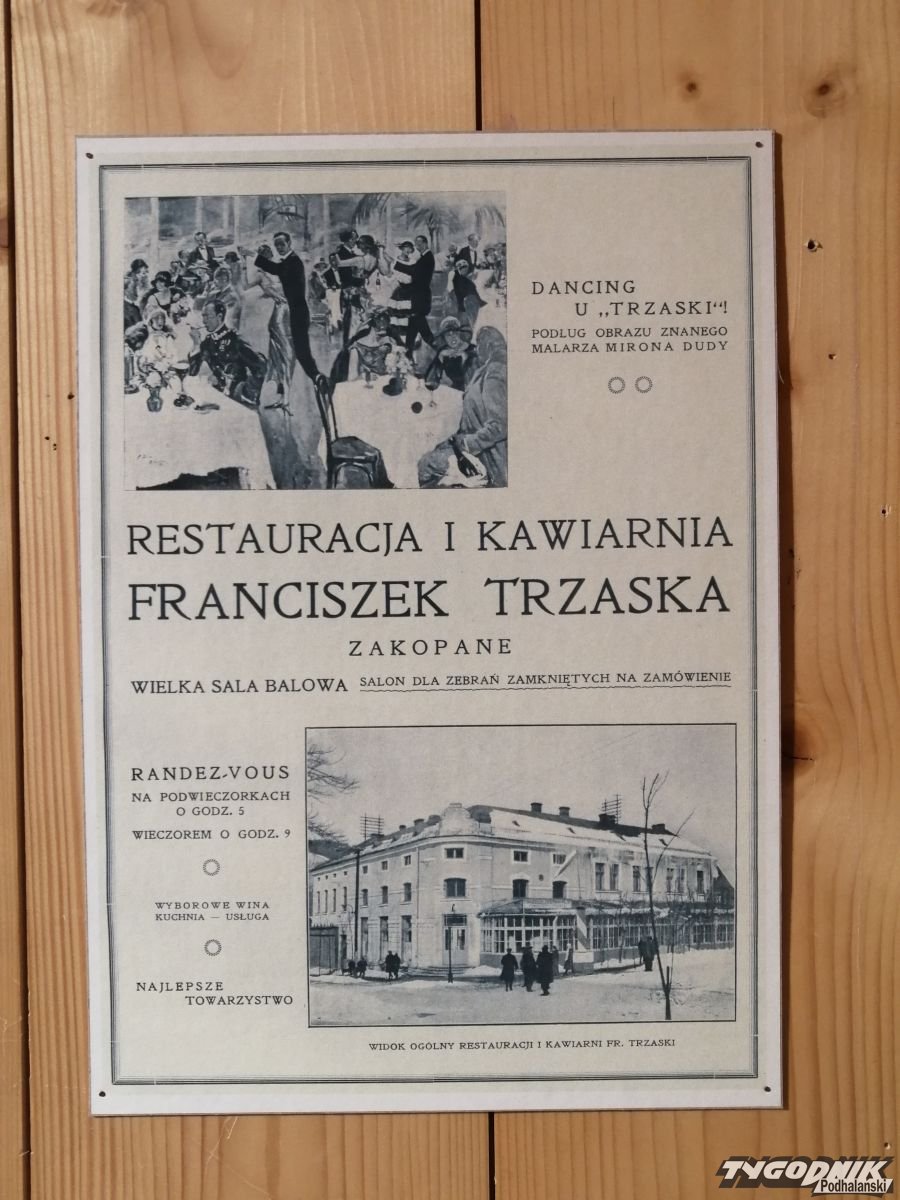 DANCING
U „TRZASKI"!
PODLUG OBRAZU ZNANEGO
MALARZA MIRONA DUDY
RESTAURACJA I KAWIARNIA
FRANCISZEK TRZASKA
ZAKOPANE
WIELKA SALA BALOWA
SALON DLA ZEBRAŃ ZAMKNIĘTYCH NA ZAMÓWIENIE
RANDEZ-VOUS
NA PODWIECZORKACH
O GODZ. 5
WIECZOREM O GODZ. 9
WYBOROWE WINA
KUCHNIA — USŁUGA
NAJLEPSZE
TOWARZYSTWO
WIDOK OGÓLNY RESTAURACJI I KAWIARNI FR. TRZASKI
TYGODNIK
Podhalański